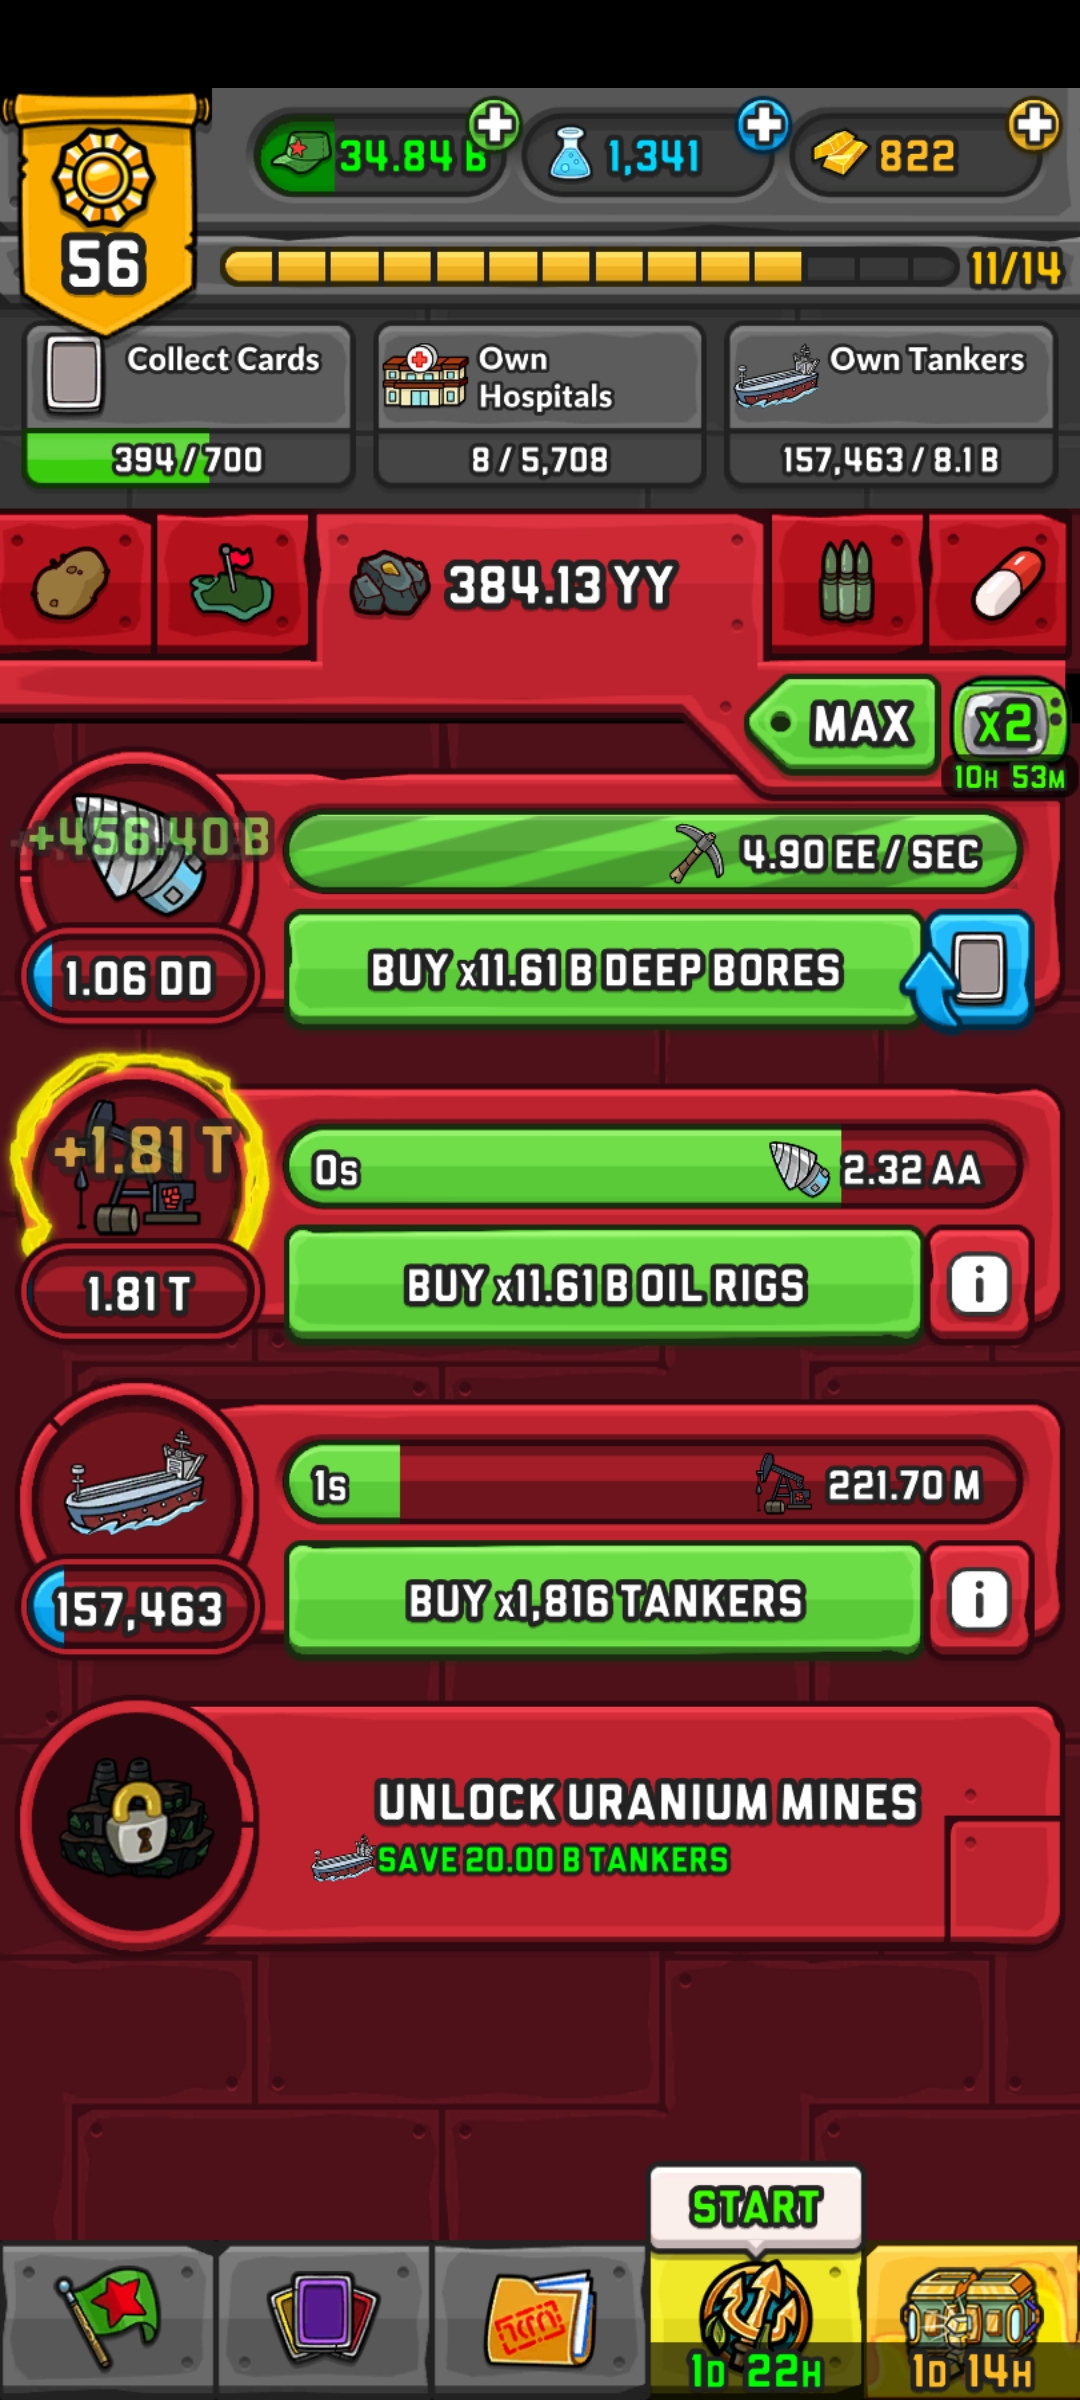 56
34.84 B
1,341
822
11/14
Collect Cards
394/700
Own
Hospitals
8 / 5,708
Own Tankers
157,463 / 8.1 B
384.13 YY
MAX
x2
10H 53M
+456.40 B
4.90 EE / SEC
1.06 DD
BUY x11.61 B DEEP BORES
+1.81 T
0s
2.32 AA
1.81 T
BUY x11.61 B OIL RIGS
i
1s
221.70 M
157,463
BUY x1,816 TANKERS
i
UNLOCK URANIUM MINES
SAVE 20.00 B TANKERS
START
1D 22H
1D 14H